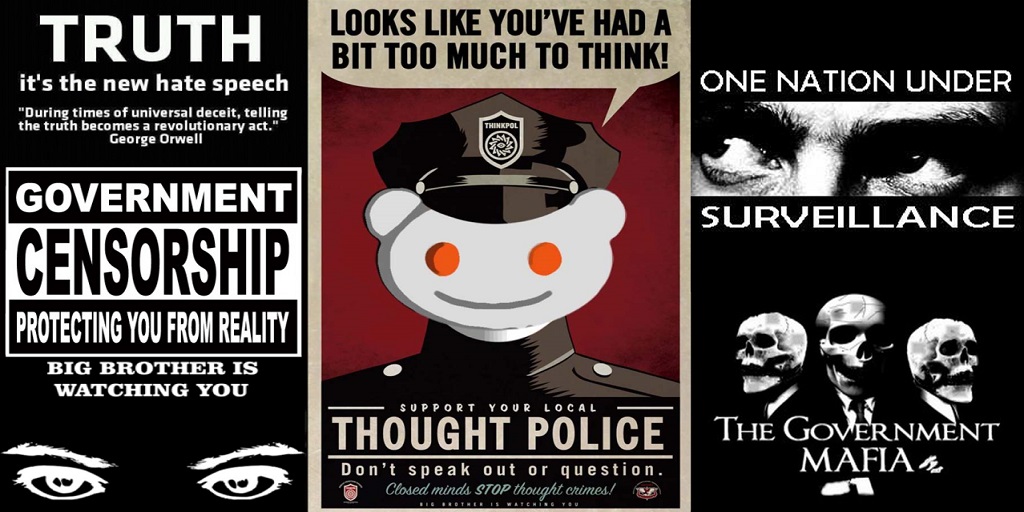 TRUTH
it's the new hate speech
"During times of universal deceit, telling
the truth becomes a revolutionary act."
George Orwell
GOVERNMENT
CENSORSHIP
PROTECTING YOU FROM REALITY
BIG BROTHER IS
WATCHING YOU
LOOKS LIKE YOU'VE HAD A
BIT TOO MUCH TO THINK!
THINKPOL
SUPPORT YOUR LOCAL
THOUGHT POLICE
Don't speak out or question.
Closed minds STOP thought crimes!
BIG BROTHER IS WATCHING YOU
ONE NATION UNDER
SURVEILLANCE
THE GOVERNMENT
MAFIA